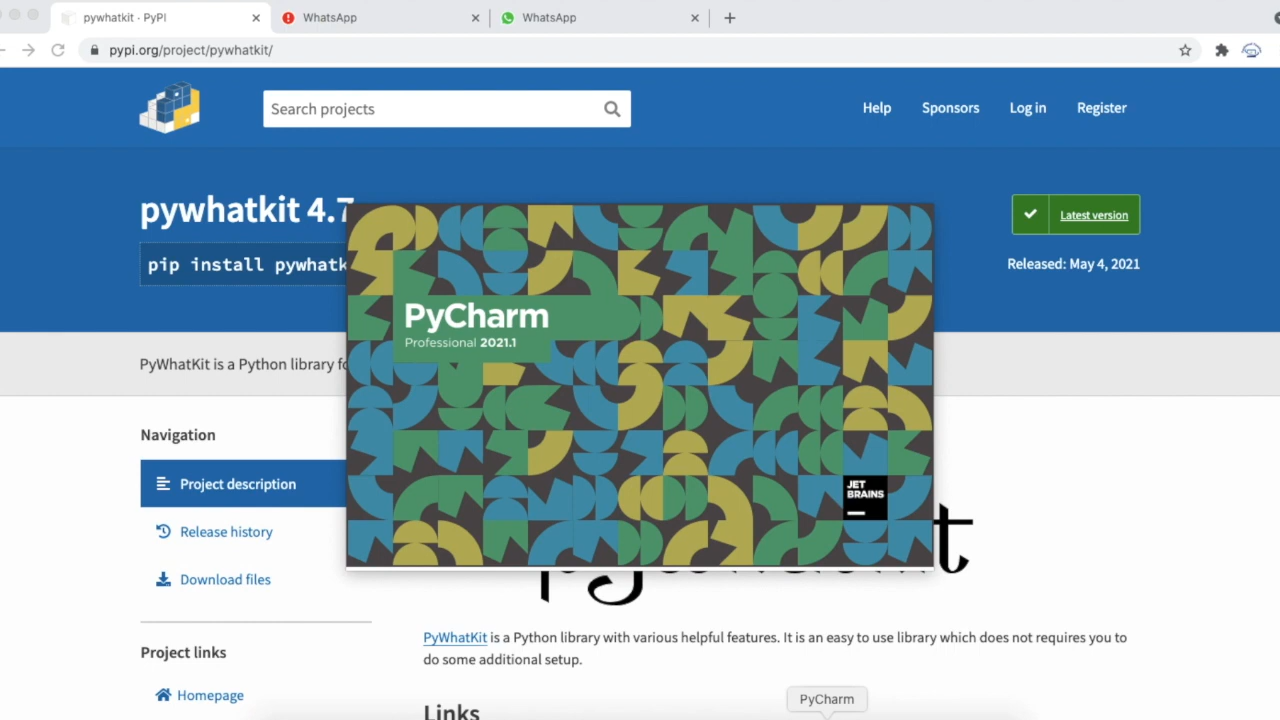 pywhatkit · PyPI
WhatsApp
WhatsApp
pypi.org/project/pywhatkit/
Search projects
Help
Sponsors
Log in
Register
pywhatkit 4.7
pip install pywhatk
Latest version
Released: May 4, 2021
PyWhatKit is a Python library fo
PyCharm
Professional 2021.1
JET
BRAINS
Navigation
Project description
Release history
Download files
Project links
Homepage
PyWhatKit is a Python library with various helpful features. It is an easy to use library which does not requires you to
do some additional setup.
Links
PyCharm